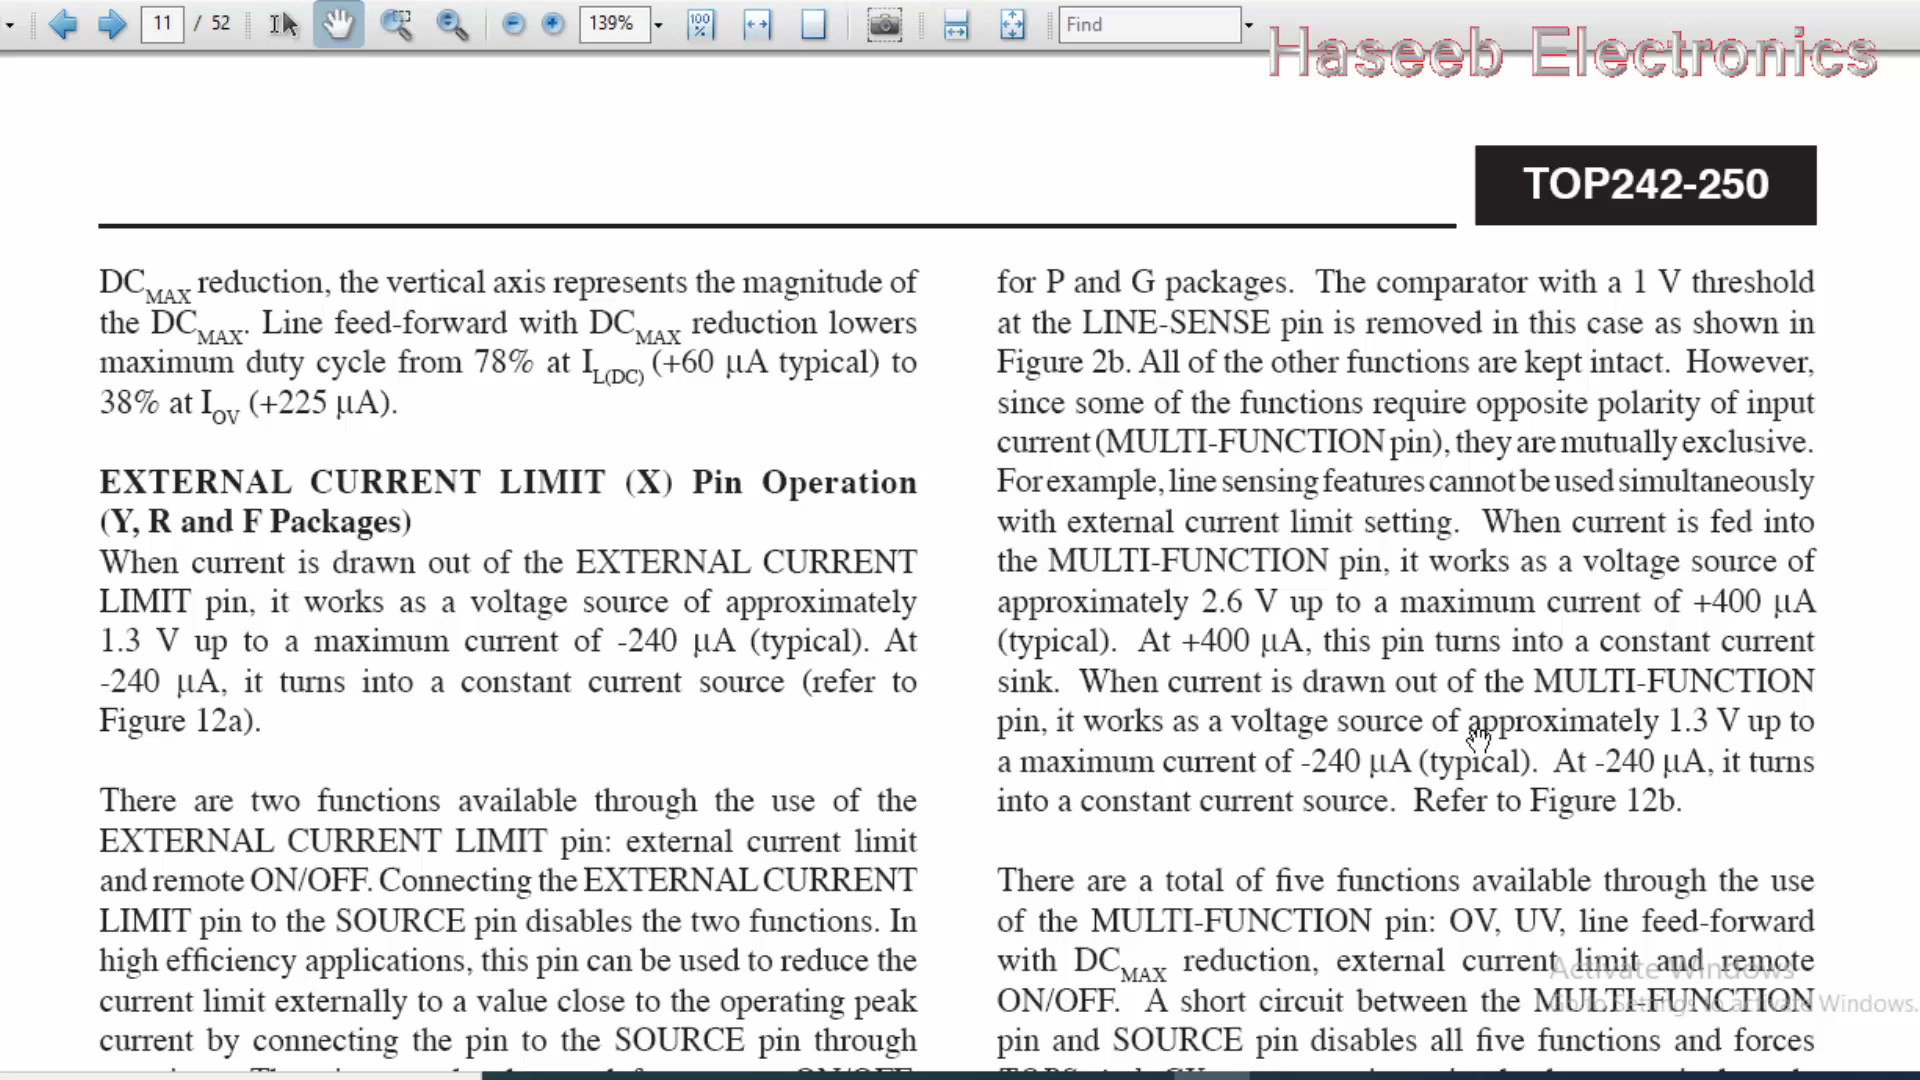 11 / 52
139%
100
%
Find
Haseeb Electronics
TOP242-250
DCMAX reduction, the vertical axis represents the magnitude of
the DCMAX. Line feed-forward with DCMAX reduction lowers
maximum duty cycle from 78% at IL(DC) (+60 μA typical) to
38% at IOV (+225 μA).
EXTERNAL CURRENT LIMIT (X) Pin Operation
(Y, R and F Packages)
When current is drawn out of the EXTERNAL CURRENT
LIMIT pin, it works as a voltage source of approximately
1.3 V up to a maximum current of -240 μA (typical). At
-240 μA, it turns into a constant current source (refer to
Figure 12a).
There are two functions available through the use of the
EXTERNAL CURRENT LIMIT pin: external current limit
and remote ON/OFF. Connecting the EXTERNAL CURRENT
LIMIT pin to the SOURCE pin disables the two functions. In
high efficiency applications, this pin can be used to reduce the
current limit externally to a value close to the operating peak
current by connecting the pin to the SOURCE pin through
for P and G packages. The comparator with a 1 V threshold
at the LINE-SENSE pin is removed in this case as shown in
Figure 2b. All of the other functions are kept intact. However,
since some of the functions require opposite polarity of input
current (MULTI-FUNCTION pin), they are mutually exclusive.
For example, line sensing features cannot be used simultaneously
with external current limit setting. When current is fed into
the MULTI-FUNCTION pin, it works as a voltage source of
approximately 2.6 V up to a maximum current of +400 μA
(typical). At +400 μA, this pin turns into a constant current
sink. When current is drawn out of the MULTI-FUNCTION
pin, it works as a voltage source of approximately 1.3 V up to
a maximum current of -240 μA (typical). At -240 μA, it turns
into a constant current source. Refer to Figure 12b.
There are a total of five functions available through the use
of the MULTI-FUNCTION pin: OV, UV, line feed-forward
with DCMAX reduction, external current limit and remote
ON/OFF. A short circuit between the MULTI-FUNCTION
pin and SOURCE pin disables all five functions and forces
Activate Windows
Go to Settings to activate Windows.